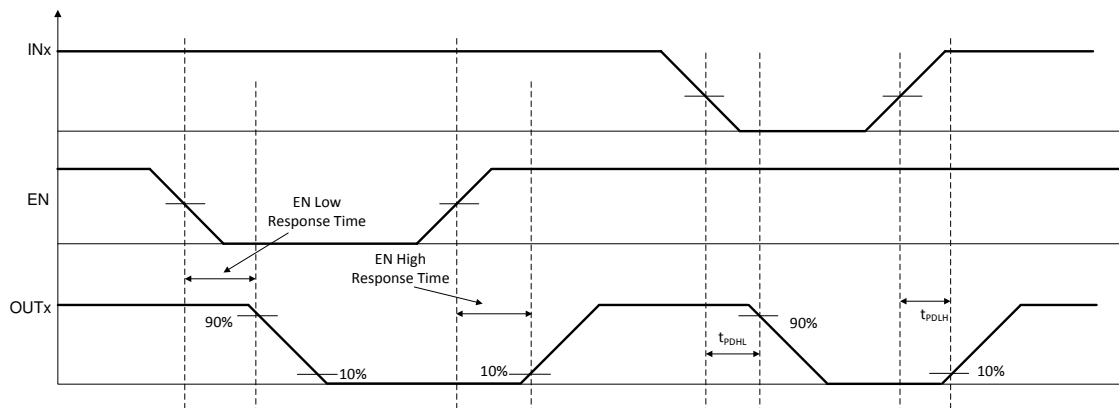 INx
EN
EN Low
Response Time
EN High
Response Time
OUTx
90%
10%
10%
tPDHL
90%
tPDLH
10%